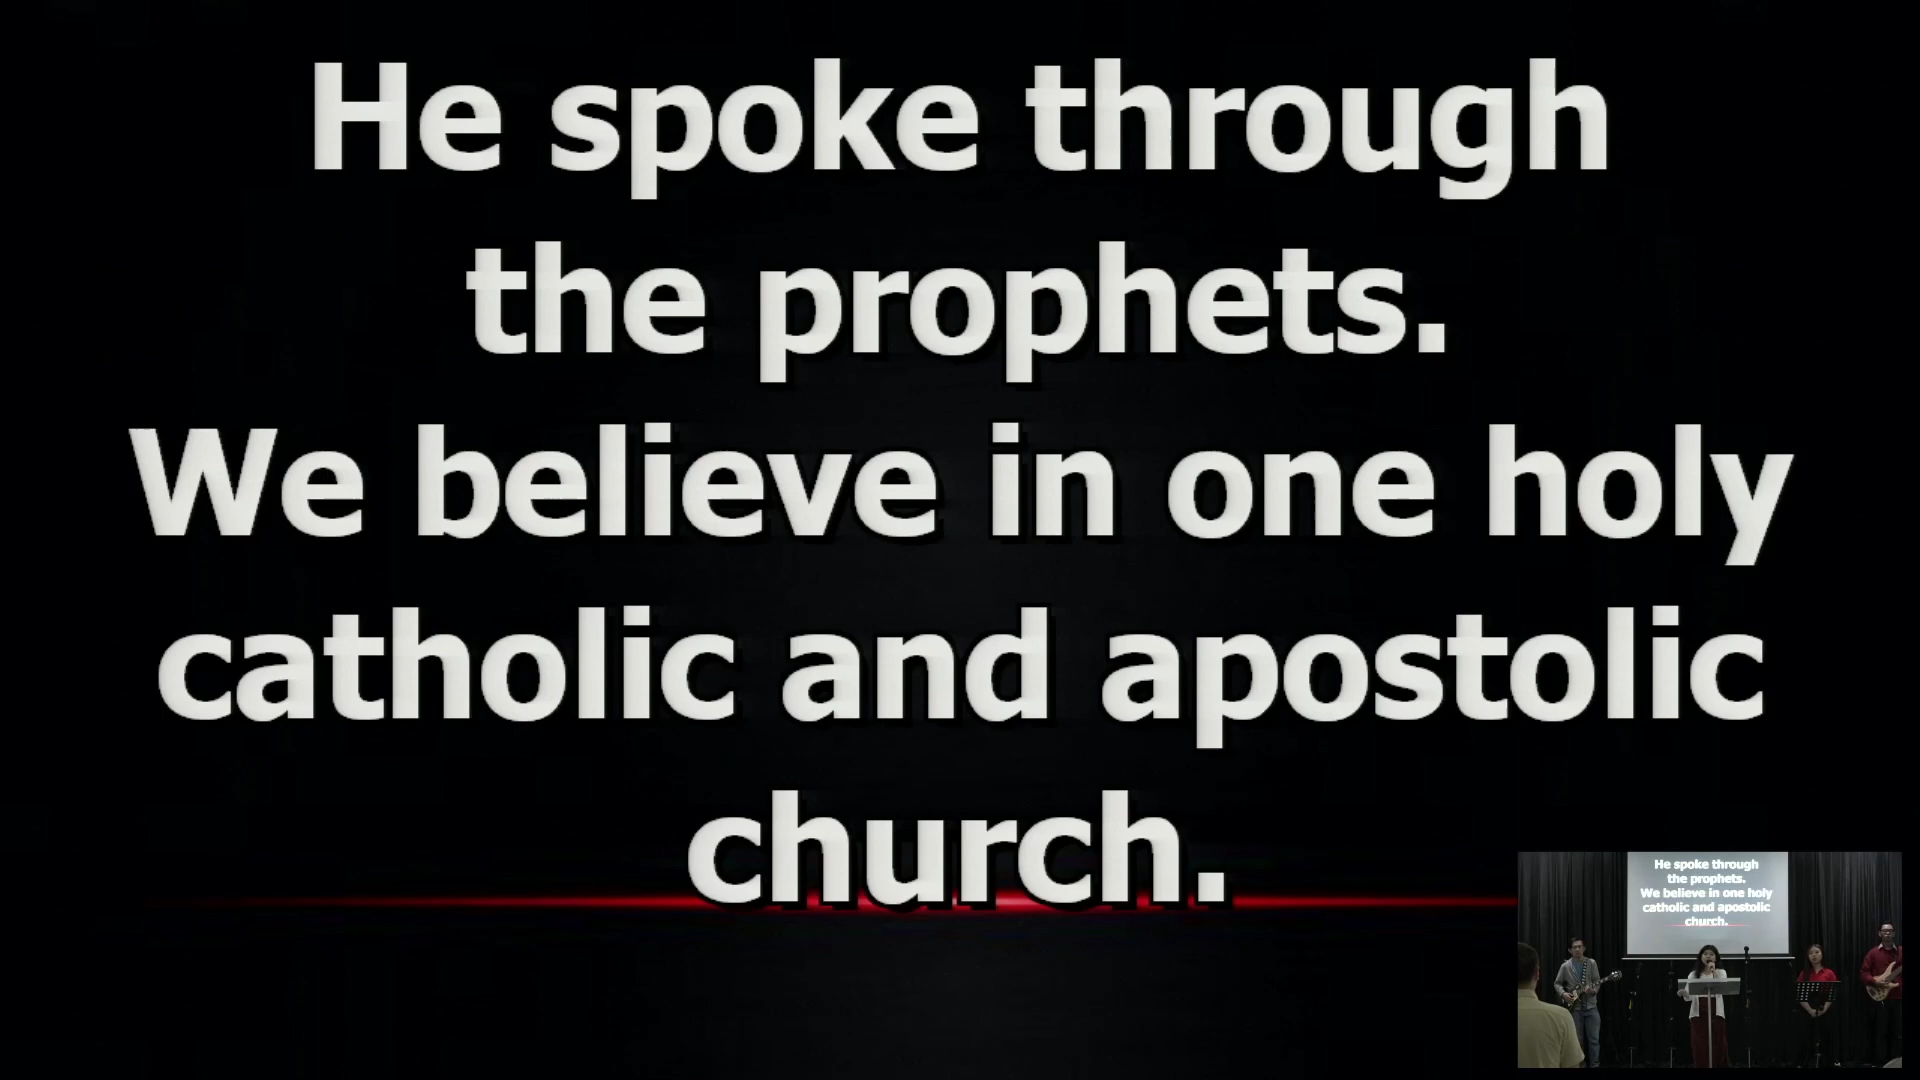 He spoke through
the prophets.
We believe in one holy
catholic and apostolic
church.
He spoke through
the prophets.
We believe in one holy
catholic and apostolic
church.